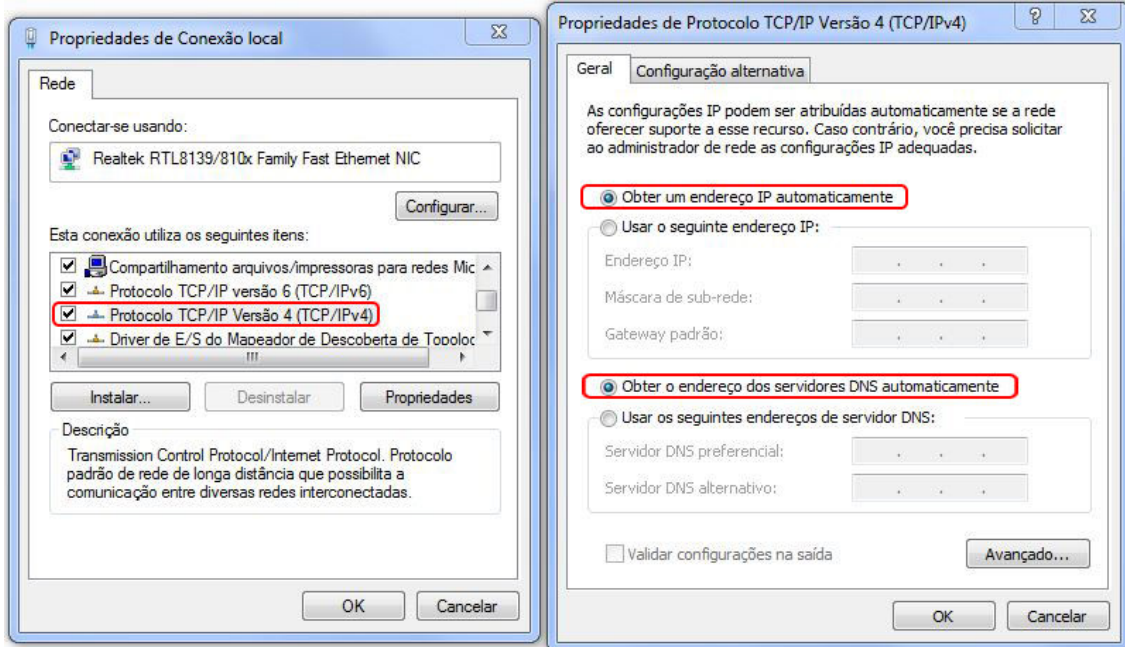 Propriedades de Conexão local
Rede
Conectar-se usando:
Realtek RTL8139/810x Family Fast Ethernet NIC
Configurar...
Esta conexão utiliza os seguintes itens:
Compartilhamento arquivos/impressoras para redes Mic
Protocolo TCP/IP versão 6 (TCP/IPv6)
Protocolo TCP/IP Versão 4 (TCP/IPv4)
Driver de E/S do Mapeador de Descoberta de Topoloc
Instalar...
Desinstalar
Propriedades
Descrição
Transmission Control Protocol/Internet Protocol. Protocolo
padrão de rede de longa distância que possibilita a
comunicação entre diversas redes interconectadas.
OK
Cancelar
Propriedades de Protocolo TCP/IP Versão 4 (TCP/IPv4)
Geral
Configuração alternativa
As configurações IP podem ser atribuídas automaticamente se a rede
oferecer suporte a esse recurso. Caso contrário, você precisa solicitar
ao administrador de rede as configurações IP adequadas.
Obter um endereço IP automaticamente
Usar o seguinte endereço IP:
Endereço IP:
Máscara de sub-rede:
Gateway padrão:
Obter o endereço dos servidores DNS automaticamente
Usar os seguintes endereços de servidor DNS:
Servidor DNS preferencial:
Servidor DNS alternativo:
Validar configurações na saída
Avançado...
OK
Cancelar